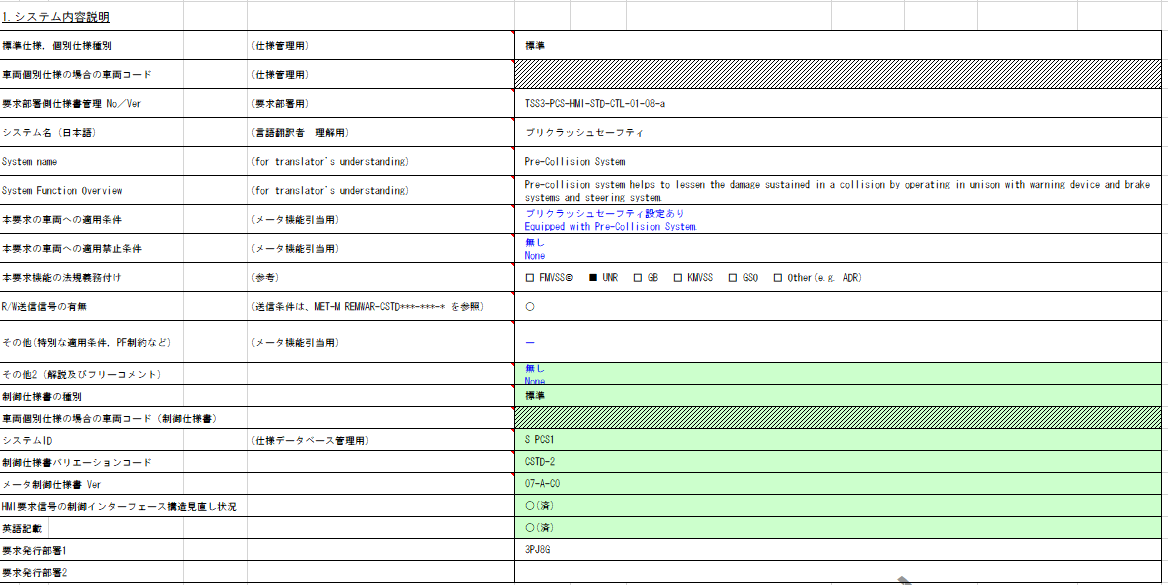 1. システム内容説明
標準仕様，個別仕様種別 (仕様管理用) 標準
車両個別仕様の場合の車両コード (仕様管理用)
要求部署側仕様書管理 No／Ver (要求部署用) TSS3-PCS-HMI-STD-CTL-01-08-a
システム名（日本語） (言語翻訳者　理解用) プリクラッシュセーフティ
System name (for translator's understanding) Pre-Collision System
System Function Overview (for translator's understanding) Pre-collision system helps to lessen the damage sustained in a collision by operating in unison with warning device and brake
systems and steering system.
本要求の車両への適用条件 (メータ機能引当用) プリクラッシュセーフティ設定あり
Equipped with Pre-Collision System.
本要求の車両への適用禁止条件 (メータ機能引当用) 無し
None
本要求機能の法規義務付け (参考) □ FMVSS® ■ UNR □ GB □ KMVSS □ GSO □ Other(e.g. ADR)
R/W送信信号の有無 (送信条件は、MET-M_REMWAR-CSTD***-***-* を参照) ○
その他(特別な適用条件，PF制約など) (メータ機能引当用) ー
その他2（解説及びフリーコメント） 無し
None
制御仕様書の種別 標準
車両個別仕様の場合の車両コード（制御仕様書）
システムID (仕様データベース管理用) S_PCS1
制御仕様書バリエーションコード CSTD-2
メータ制御仕様書 Ver 07-A-C0
HMI要求信号の制御インターフェース構造見直し状況 ○(済)
英語記載 ○(済)
要求発行部署1 3PJ8G
要求発行部署2